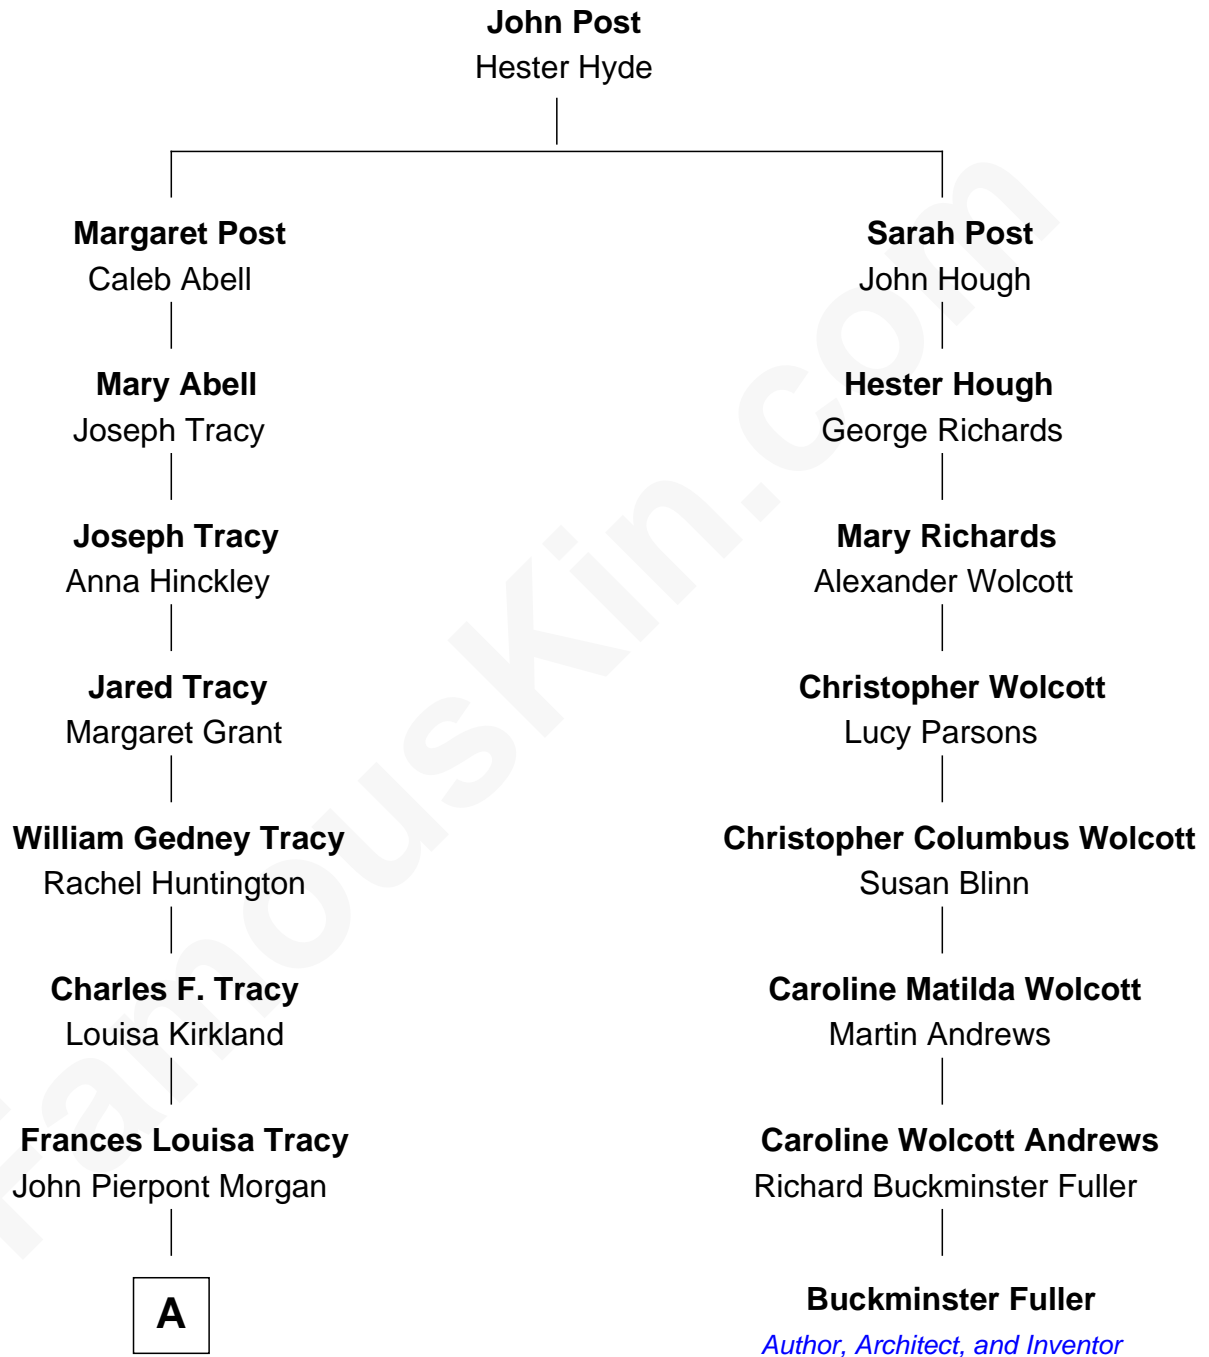 John Post
Hester Hyde
Margaret Post
Caleb Abell
Sarah Post
John Hough
Mary Abell
Joseph Tracy
Hester Hough
George Richards
Joseph Tracy
Anna Hinckley
Mary Richards
Alexander Wolcott
Jared Tracy
Margaret Grant
Christopher Wolcott
Lucy Parsons
William Gedney Tracy
Rachel Huntington
Christopher Columbus Wolcott
Susan Blinn
Charles F. Tracy
Louisa Kirkland
Caroline Matilda Wolcott
Martin Andrews
Frances Louisa Tracy
John Pierpont Morgan
Caroline Wolcott Andrews
Richard Buckminster Fuller
A
Buckminster Fuller
Author, Architect, and Inventor
FamousKin.com